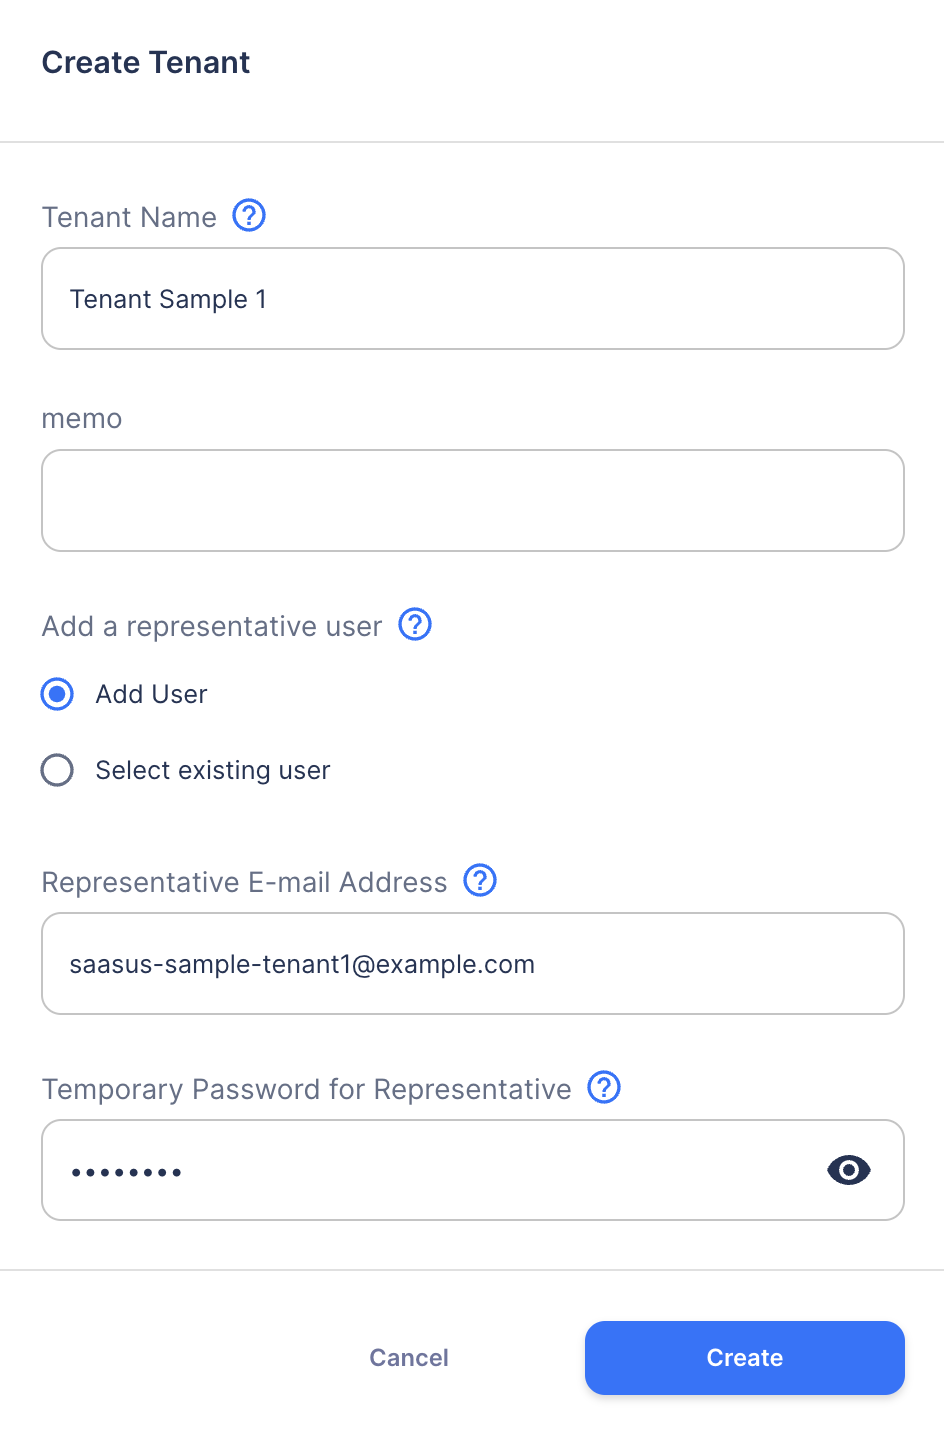 Create Tenant
Tenant Name ?
Tenant Sample 1
memo
Add a representative user ?
Add User
Select existing user
Representative E-mail Address ?
saasus-sample-tenant1@example.com
Temporary Password for Representative ?
••••••••
Cancel
Create